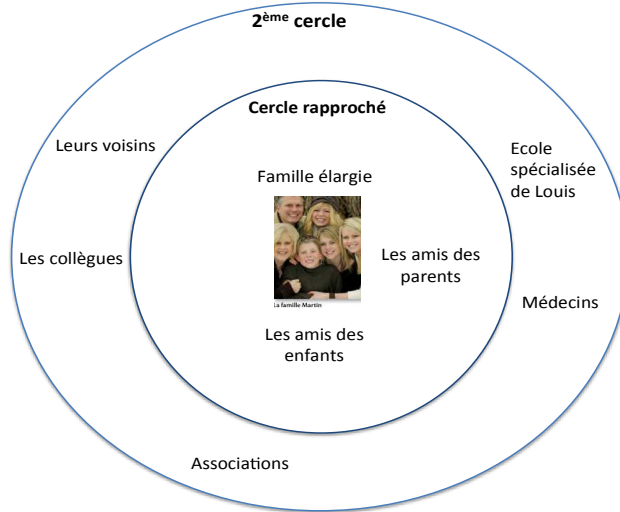 2ème cercle
Cercle rapproché
Leurs voisins
Ecole
spécialisée
de Louis
Famille élargie
Les collègues
Les amis des
parents
Médecins
La famille Martin
Les amis des
enfants
Associations